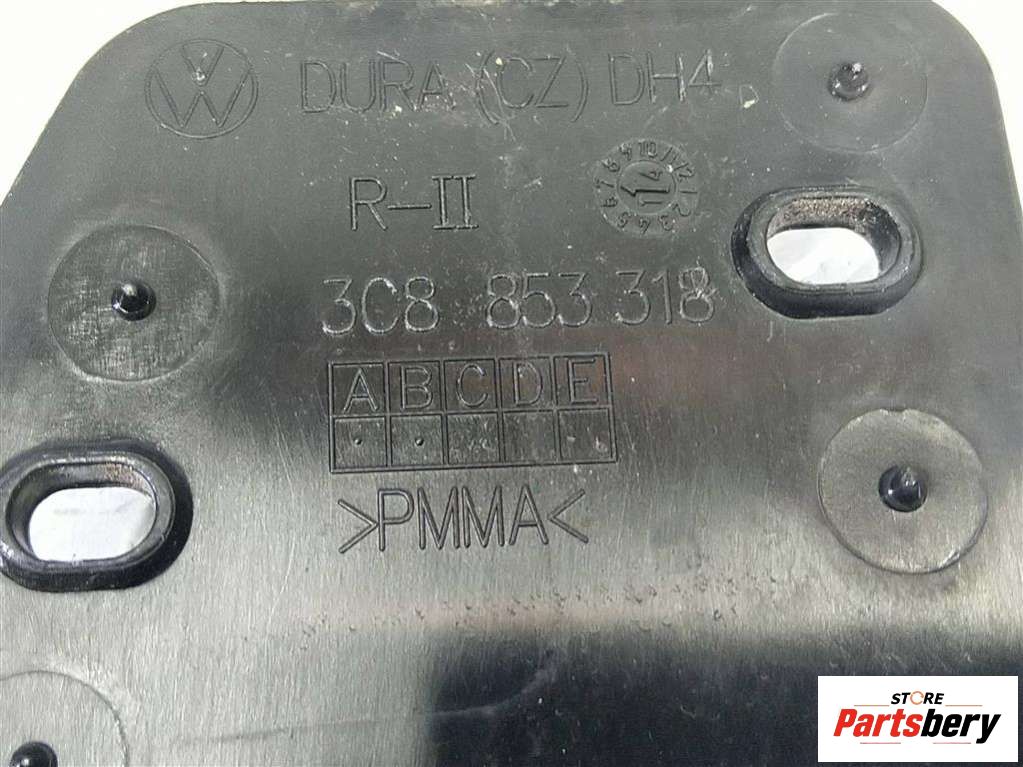 DURA (CZ) DH4
R-II
3C8 853 318
A B C D E
>PMMA<
STORE
Partsbery